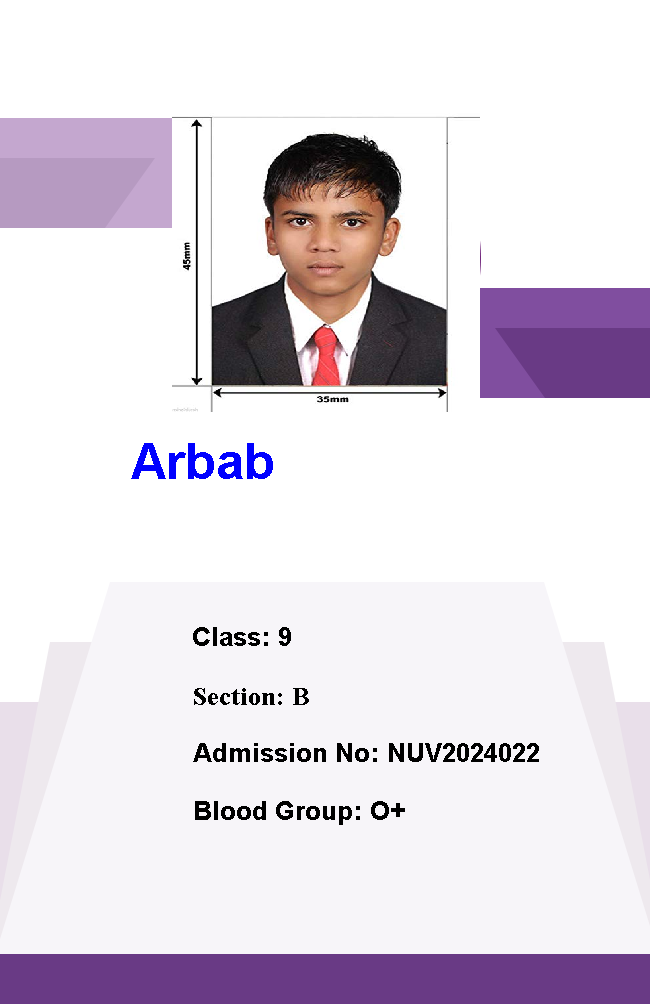 45mm
35mm
Arbab
Class: 9
Section: B
Admission No: NUV2024022
Blood Group: O+